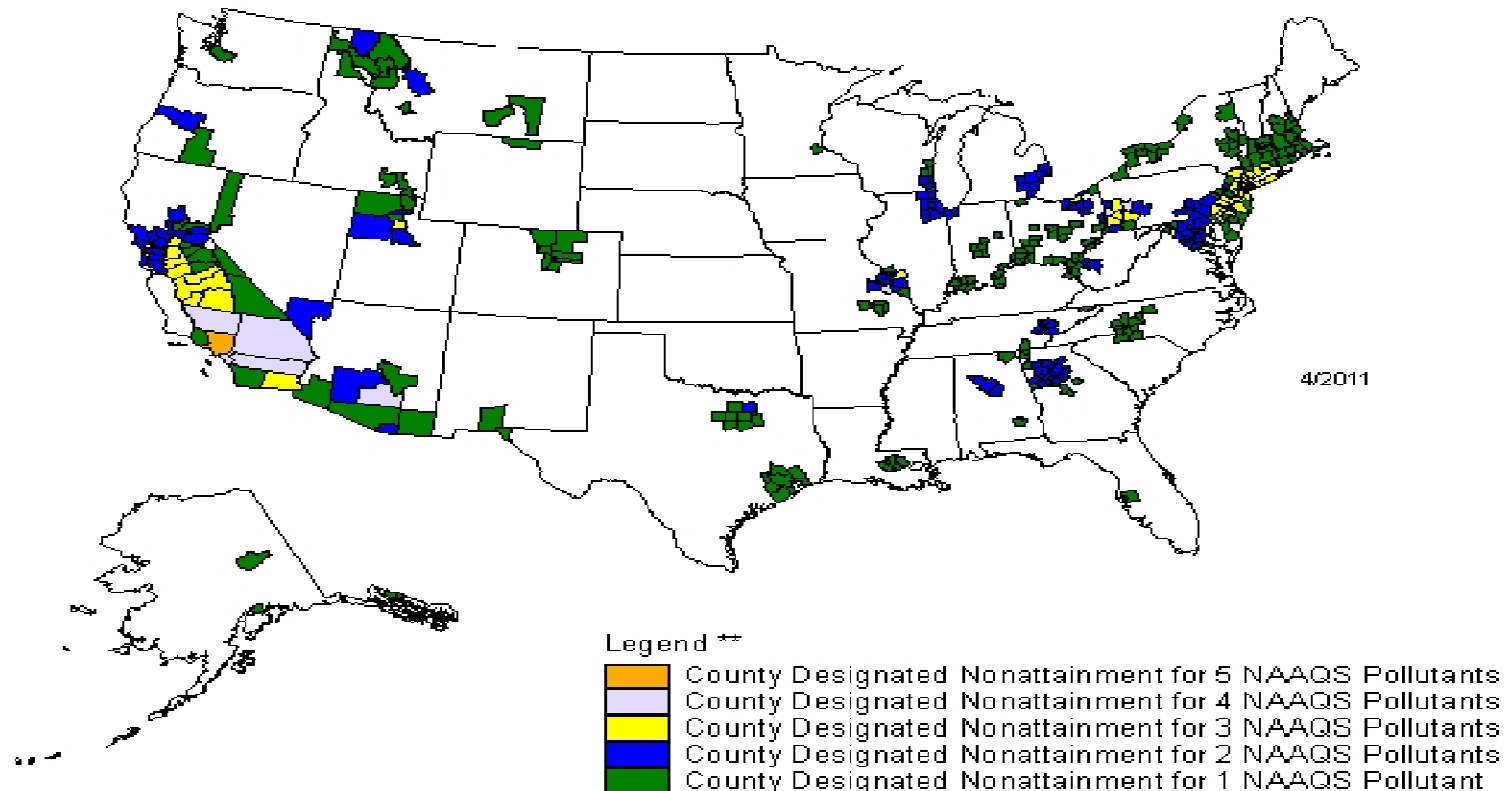 4/2011
Legend **
County Designated Nonattainment for 5 NAAQS Pollutants
County Designated Nonattainment for 4 NAAQS Pollutants
County Designated Nonattainment for 3 NAAQS Pollutants
County Designated Nonattainment for 2 NAAQS Pollutants
County Designated Nonattainment for 1 NAAQS Pollutant